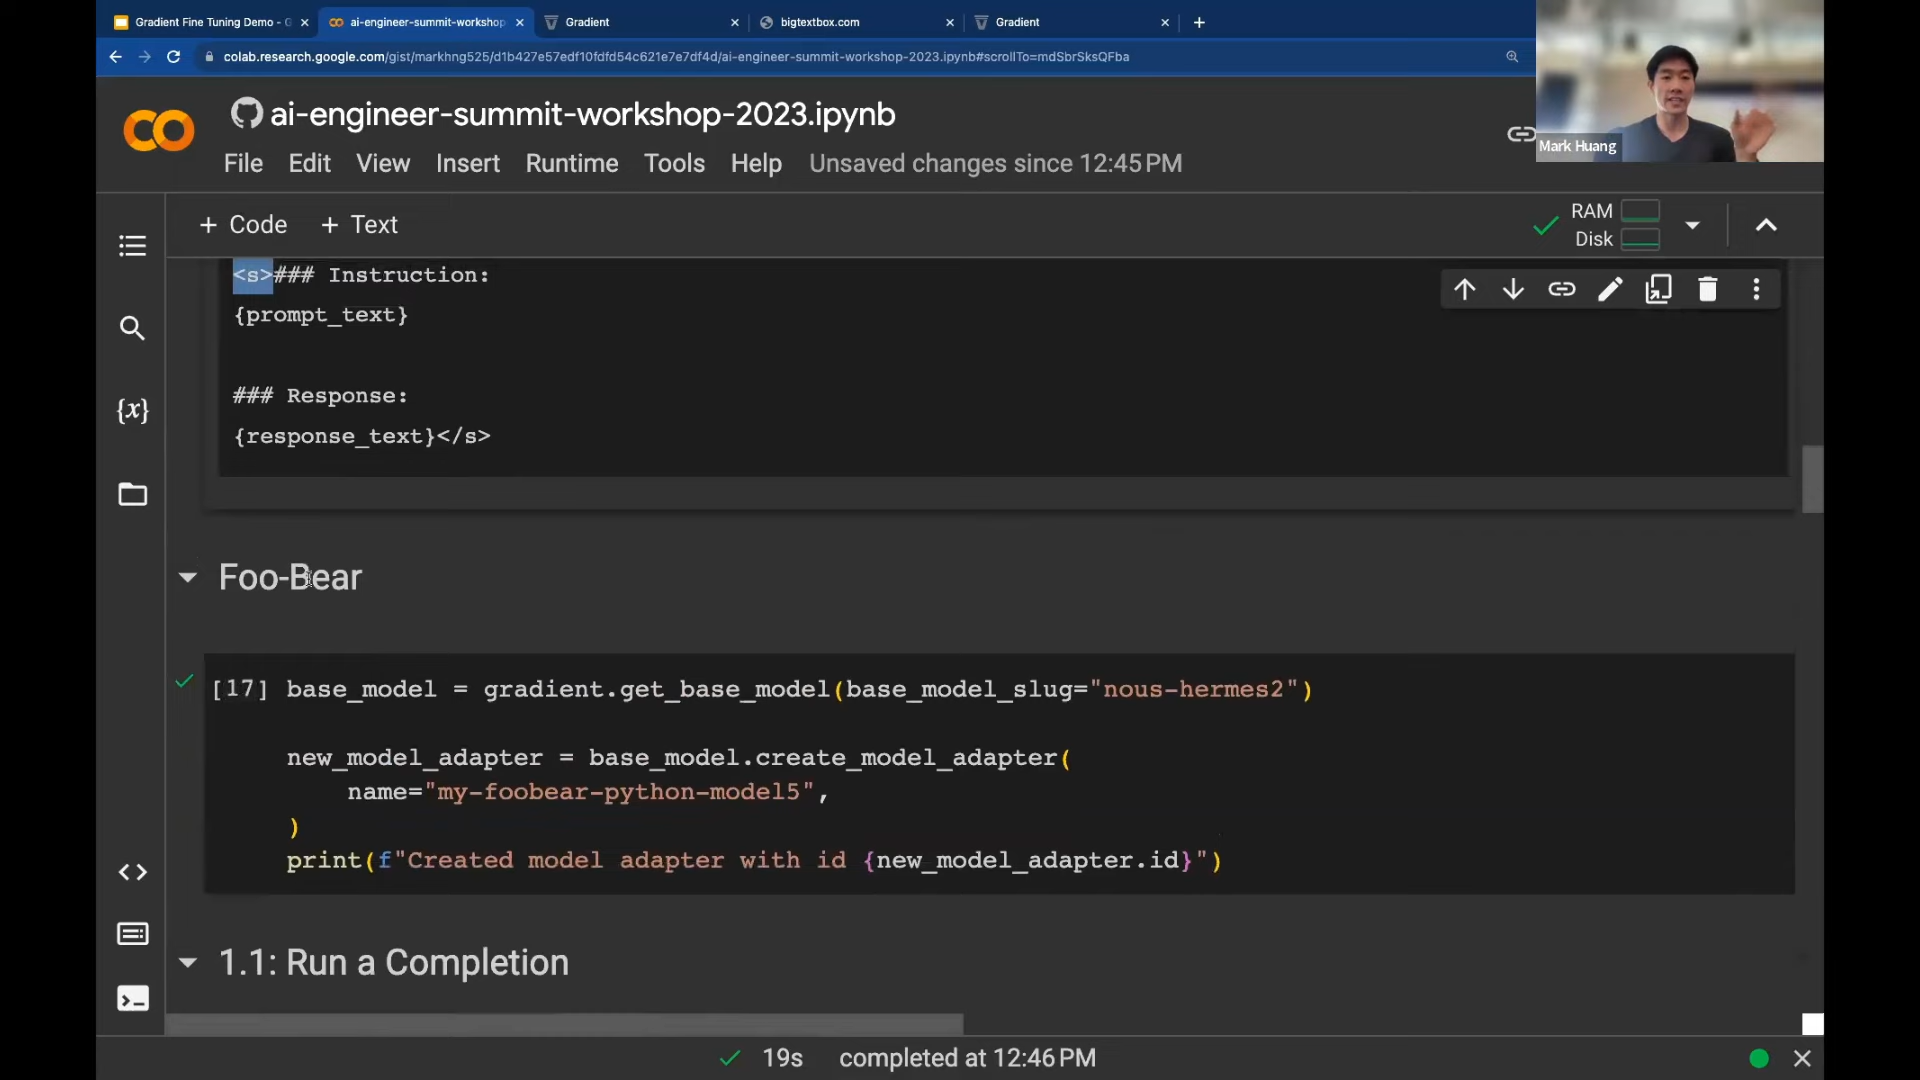 Gradient Fine Tuning Demo - G
ai-engineer-summit-workshop
Gradient
bigtextbox.com
Gradient
colab.research.google.com/gist/markhng525/d1b427e57edf10fdfd54c621e7e7df4d/ai-engineer-summit-workshop-2023.ipynb#scrollTo=mdSbrSksQFba
Mark Huang
CO
ai-engineer-summit-workshop-2023.ipynb
File Edit View Insert Runtime Tools Help Unsaved changes since 12:45 PM
+ Code + Text
RAM
Disk
<s>### Instruction:
{prompt_text}
### Response:
{response_text}</s>
Foo-Bear
[17] base_model = gradient.get_base_model(base_model_slug="nous-hermes2")
new_model_adapter = base_model.create_model_adapter(
name="my-foobear-python-model5",
)
print(f"Created model adapter with id {new_model_adapter.id}")
1.1: Run a Completion
19s completed at 12:46 PM